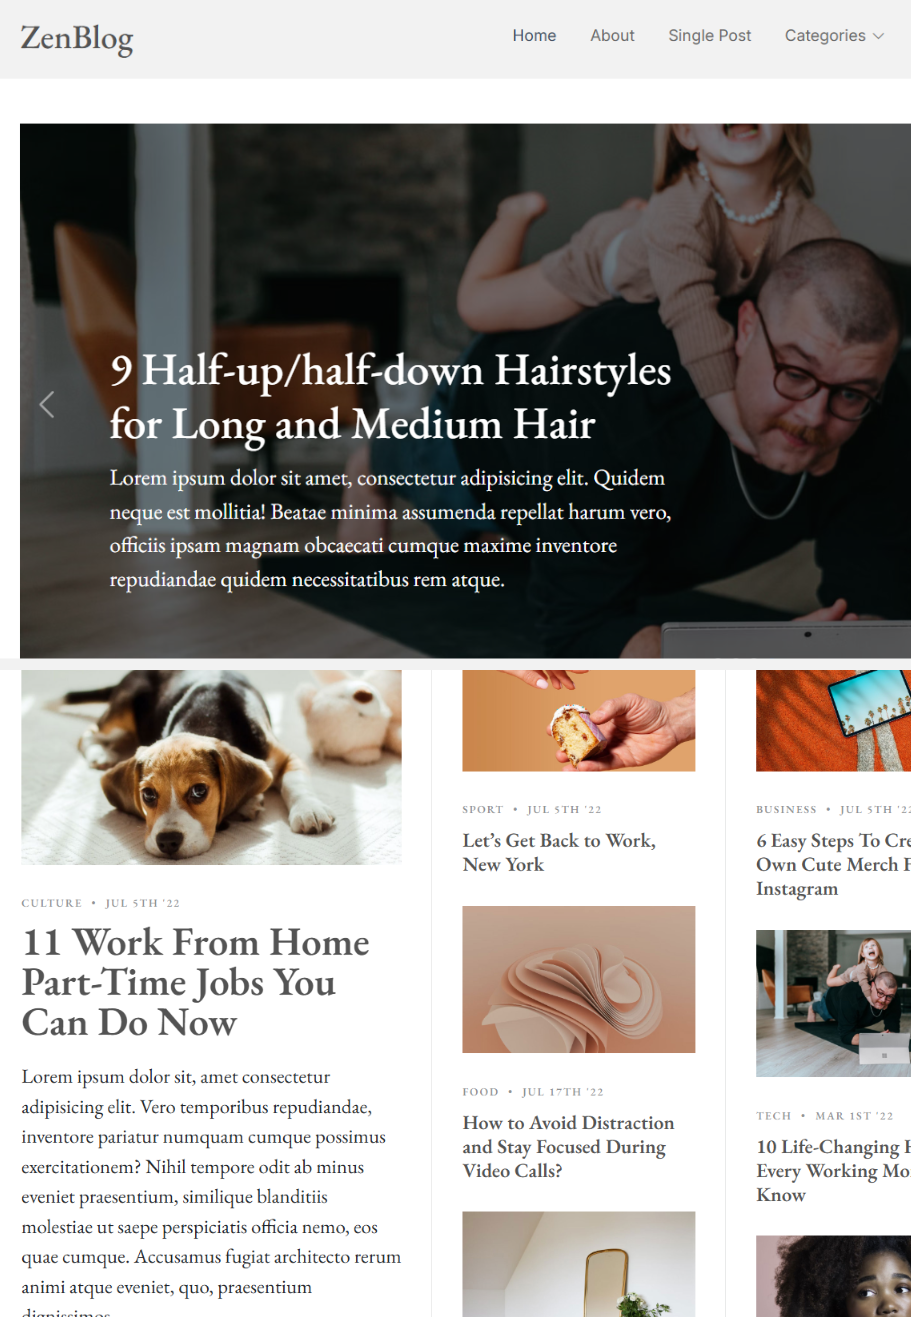 ZenBlog
Home About Single Post Categories
9 Half-up/half-down Hairstyles
for Long and Medium Hair
Lorem ipsum dolor sit amet, consectetur adipisicing elit. Quidem
neque est mollitia! Beatae minima assumenda repellat harum vero,
officiis ipsam magnam obcaecati cumque maxime inventore
repudiandae quidem necessitatibus rem atque.
CULTURE • JUL 5TH '22
11 Work From Home
Part-Time Jobs You
Can Do Now
Lorem ipsum dolor sit, amet consectetur
adipisicing elit. Vero temporibus repudiandae,
inventore pariatur numquam cumque possimus
exercitationem? Nihil tempore odit ab minus
eveniet praesentium, similique blanditiis
molestiae ut saepe perspiciatis officia nemo, eos
quae cumque. Accusamus fugiat architecto rerum
animi atque eveniet, quo, praesentium
dignissimos
SPORT • JUL 5TH '22
Let’s Get Back to Work,
New York
FOOD • JUL 17TH '22
How to Avoid Distraction
and Stay Focused During
Video Calls?
BUSINESS • JUL 5TH '22
6 Easy Steps To Cre
Own Cute Merch F
Instagram
TECH • MAR 1ST '22
10 Life-Changing
Every Working Mo
Know